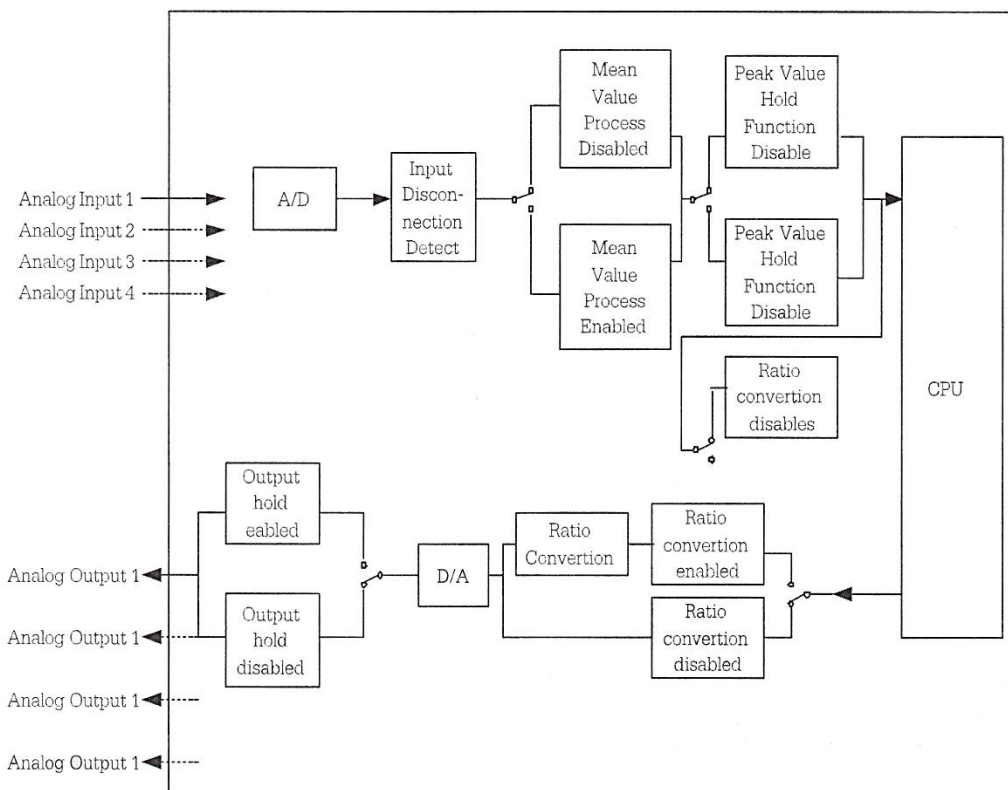 Mean
Value
Process
Disabled
Peak Value
Hold
Function
Disable
Analog Input 1
Analog Input 2
Analog Input 3
Analog Input 4
A/D
Input
Discon-
nection
Detect
Mean
Value
Process
Enabled
Peak Value
Hold
Function
Disable
CPU
Ratio
convertion
disables
Output
hold
eabled
Ratio
Convertion
Ratio
convertion
enabled
D/A
Analog Output 1
Output
hold
disabled
Ratio
convertion
disabled
Analog Output 1
Analog Output 1
Analog Output 1